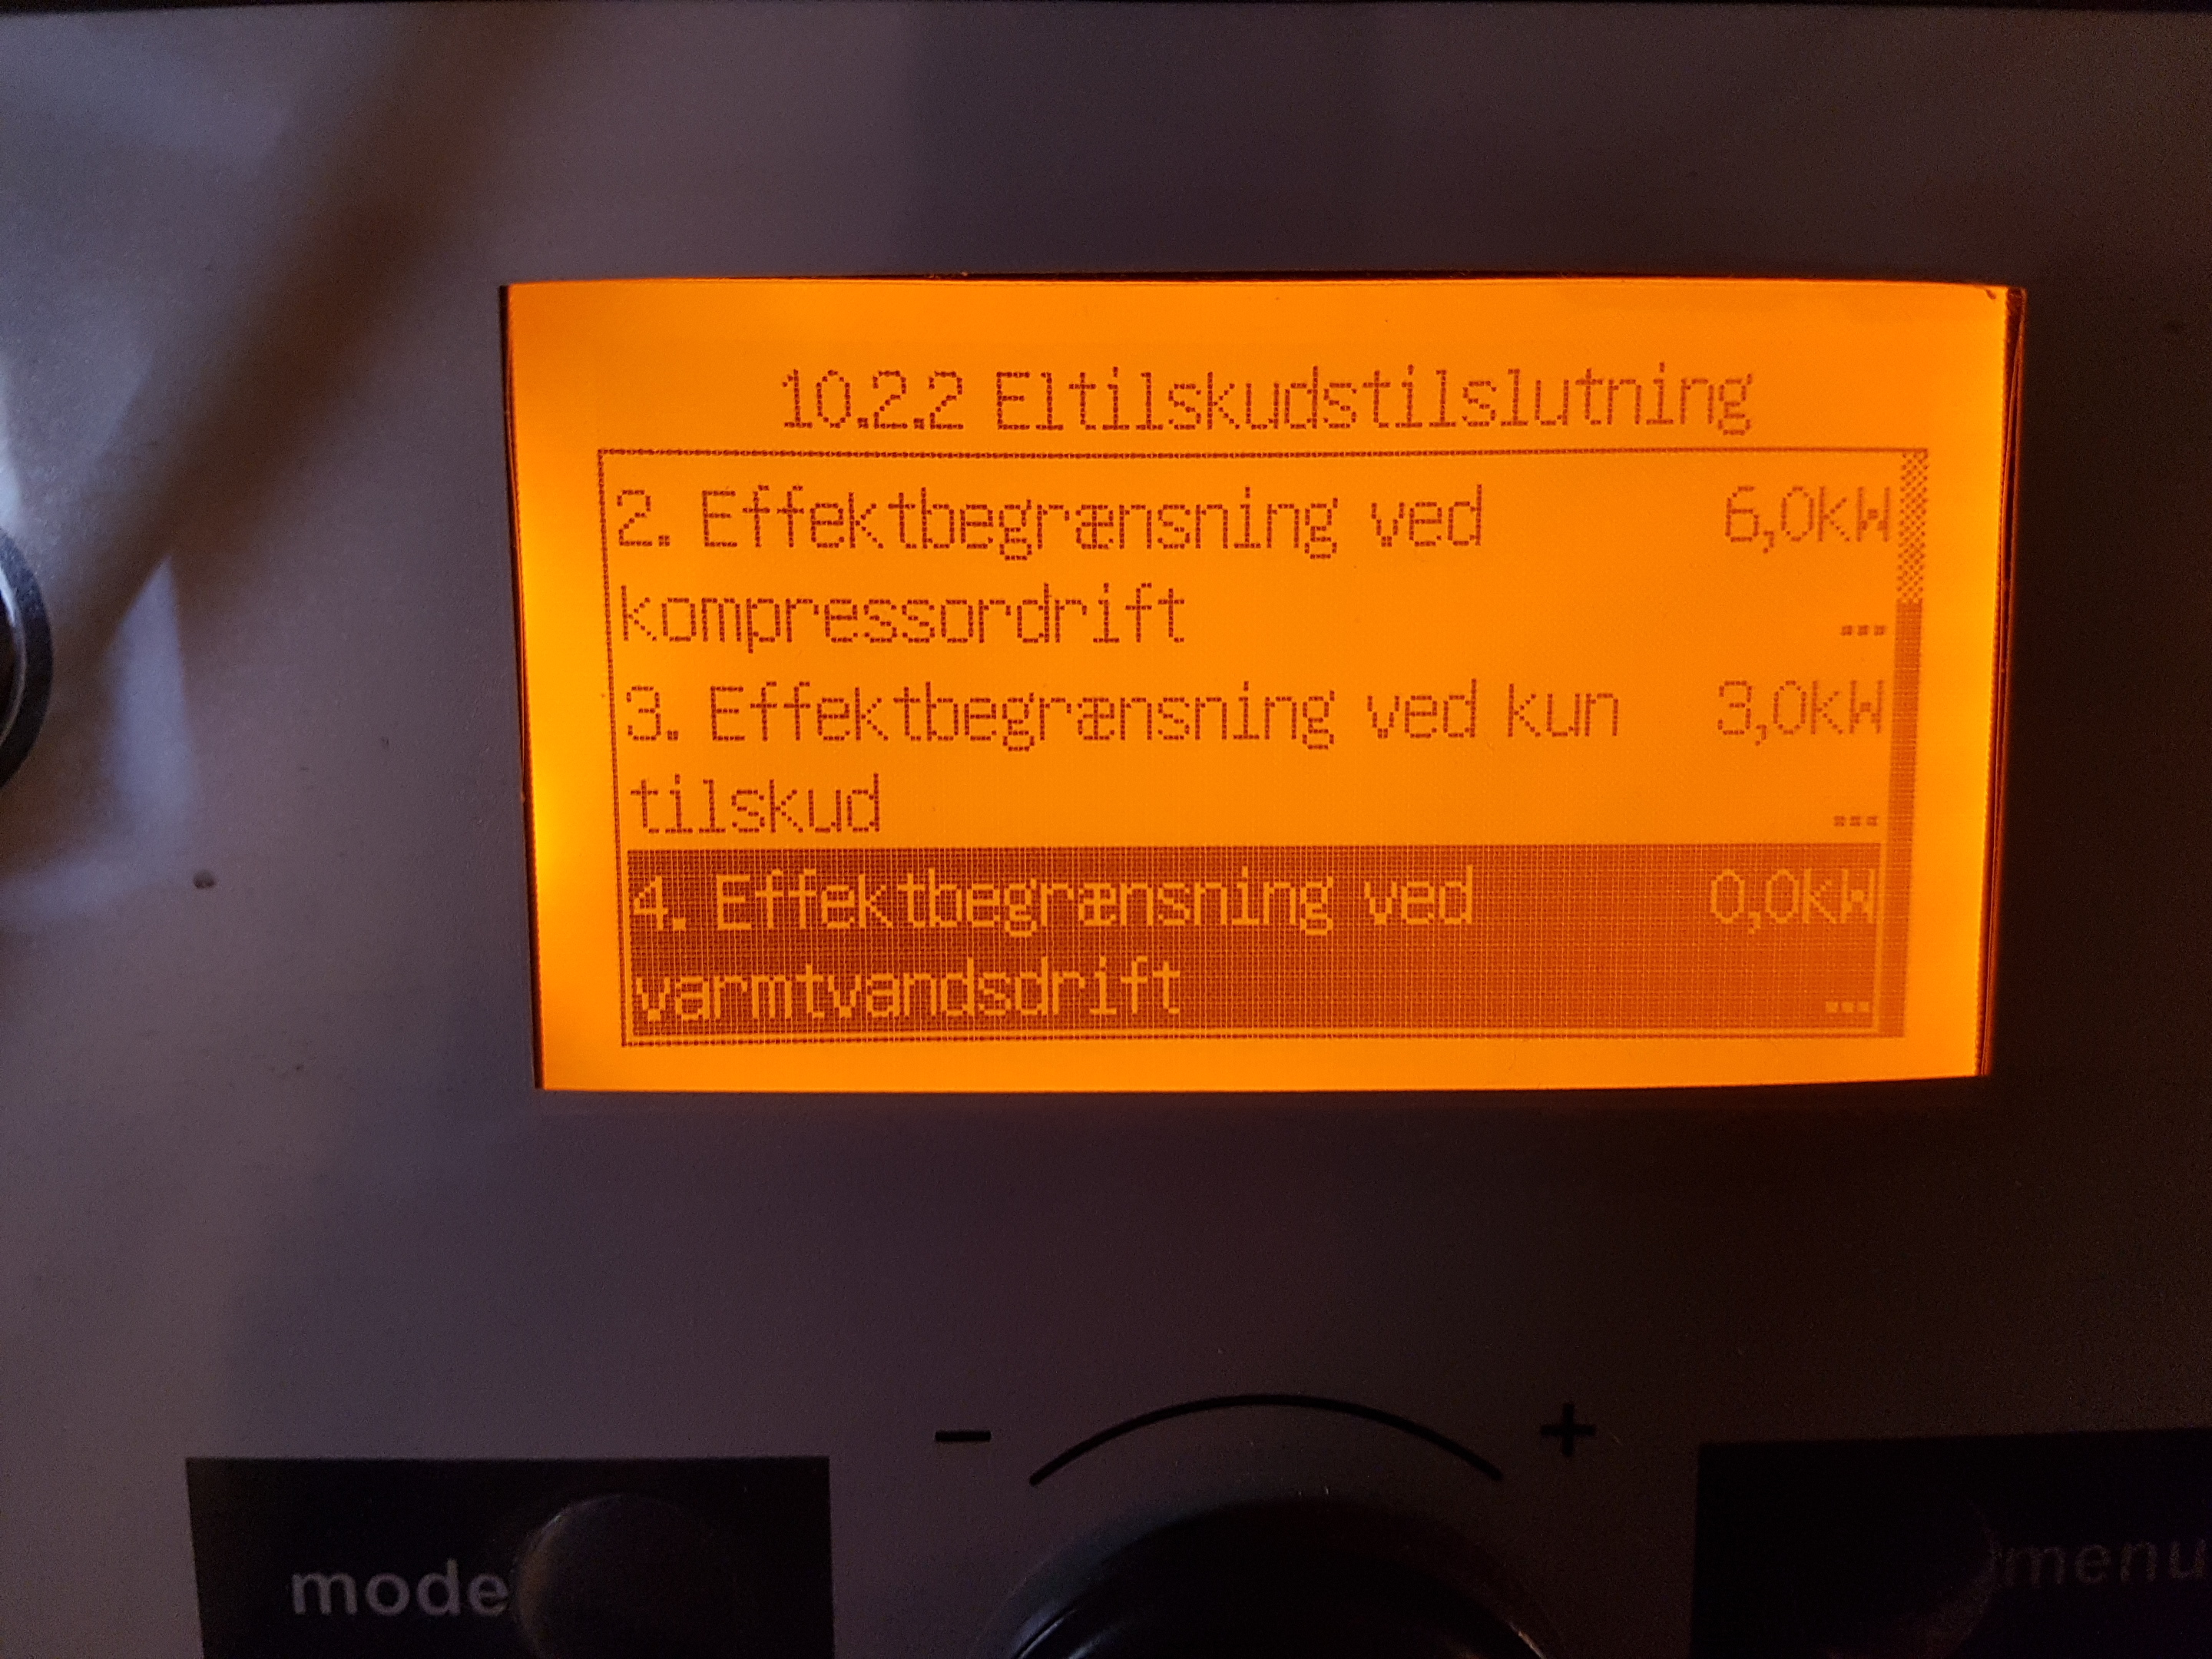 10.2.2 Eltilskudstilslutning
2. Effektbegrænsning ved 6,0kW
kompressordrift ...
3. Effektbegrænsning ved kun 3,0kW
tilskud ...
4. Effektbegrænsning ved 0,0kW
varmtvandsdrift ...
− +
mode menu